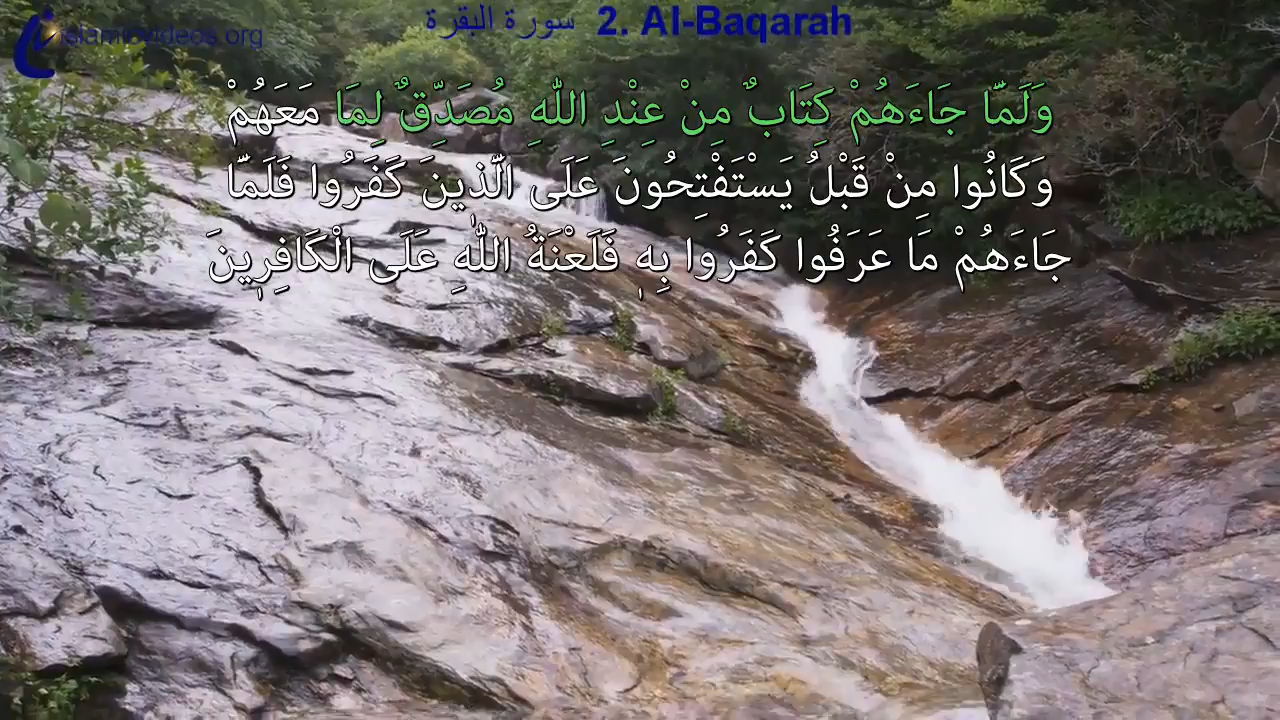 islaminvideos.org
سورة البقرة 2. Al-Baqarah
وَلَمَّا جَاءَهُمْ كِتَابٌ مِنْ عِنْدِ اللّٰهِ مُصَدِّقٌ لِمَا مَعَهُمْ
وَكَانُوا مِنْ قَبْلُ يَسْتَفْتِحُونَ عَلَى الَّذٖينَ كَفَرُوا فَلَمَّا
جَاءَهُمْ مَا عَرَفُوا كَفَرُوا بِهٖ فَلَعْنَةُ اللّٰهِ عَلَى الْكَافِرٖينَ